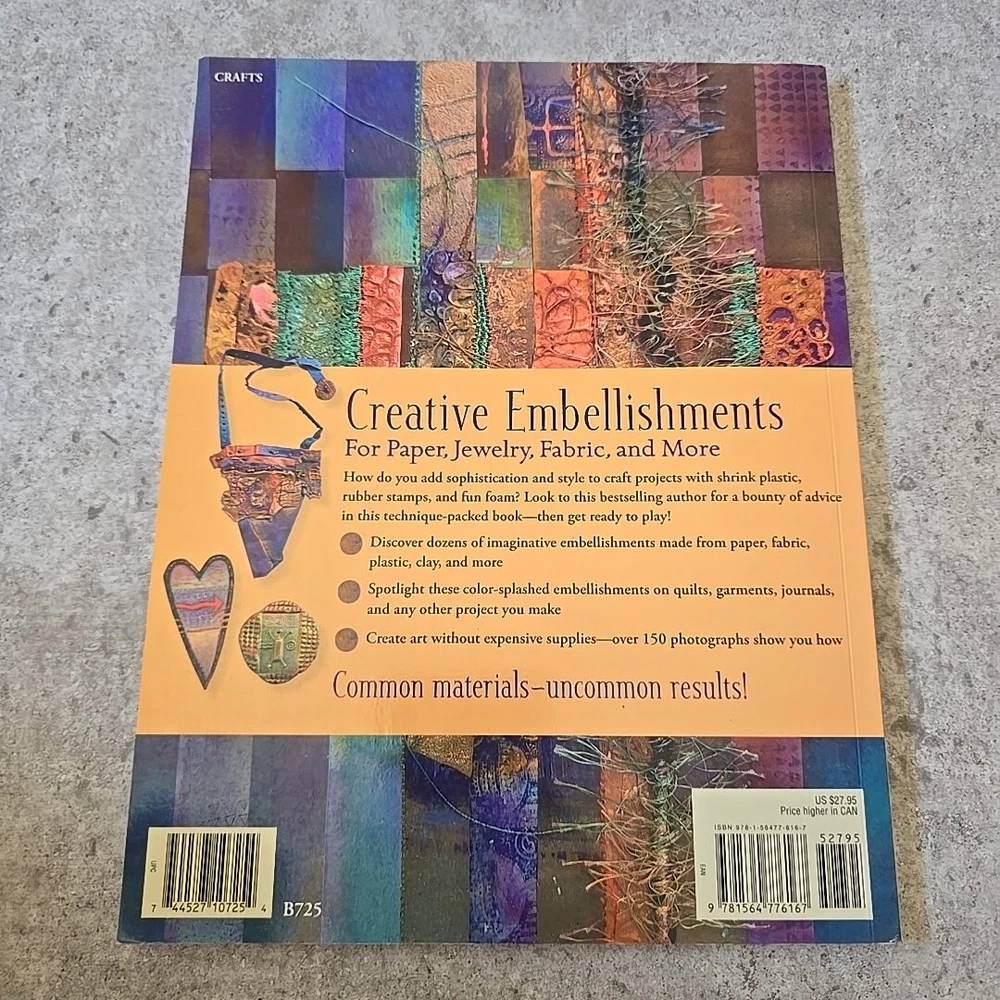 CRAFTS
Creative Embellishments
For Paper, Jewelry, Fabric, and More
How do you add sophistication and style to craft projects with shrink plastic,
rubber stamps, and fun foam? Look to this bestselling author for a bounty of advice
in this technique-packed book—then get ready to play!
Discover dozens of imaginative embellishments made from paper, fabric,
plastic, clay, and more
Spotlight these color-splashed embellishments on quilts, garments, journals,
and any other project you make
Create art without expensive supplies—over 150 photographs show you how
Common materials–uncommon results!
US $27.95
Price higher in CAN
ISBN 978-1-56477-616-7
52795
EAN
9 781564 776167
UPC
7 44527 10725 4
B725